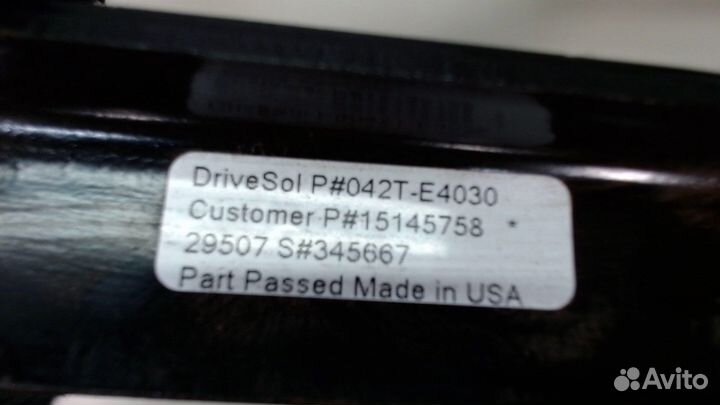 DriveSol P#042T-E4030
Customer P#15145758 *
29507 S#345667
Part Passed Made in USA
Avito